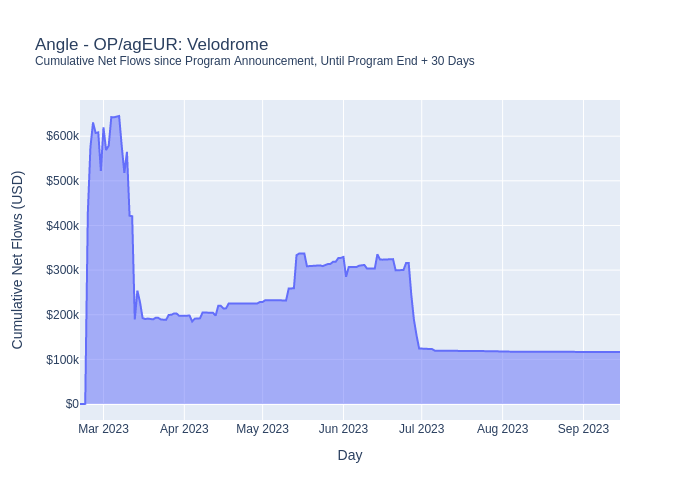 Angle - OP/agEUR: Velodrome
Cumulative Net Flows since Program Announcement, Until Program End + 30 Days
Cumulative Net Flows (USD)
$600k
$500k
$400k
$300k
$200k
$100k
$0
Mar 2023 Apr 2023 May 2023 Jun 2023 Jul 2023 Aug 2023 Sep 2023
Day